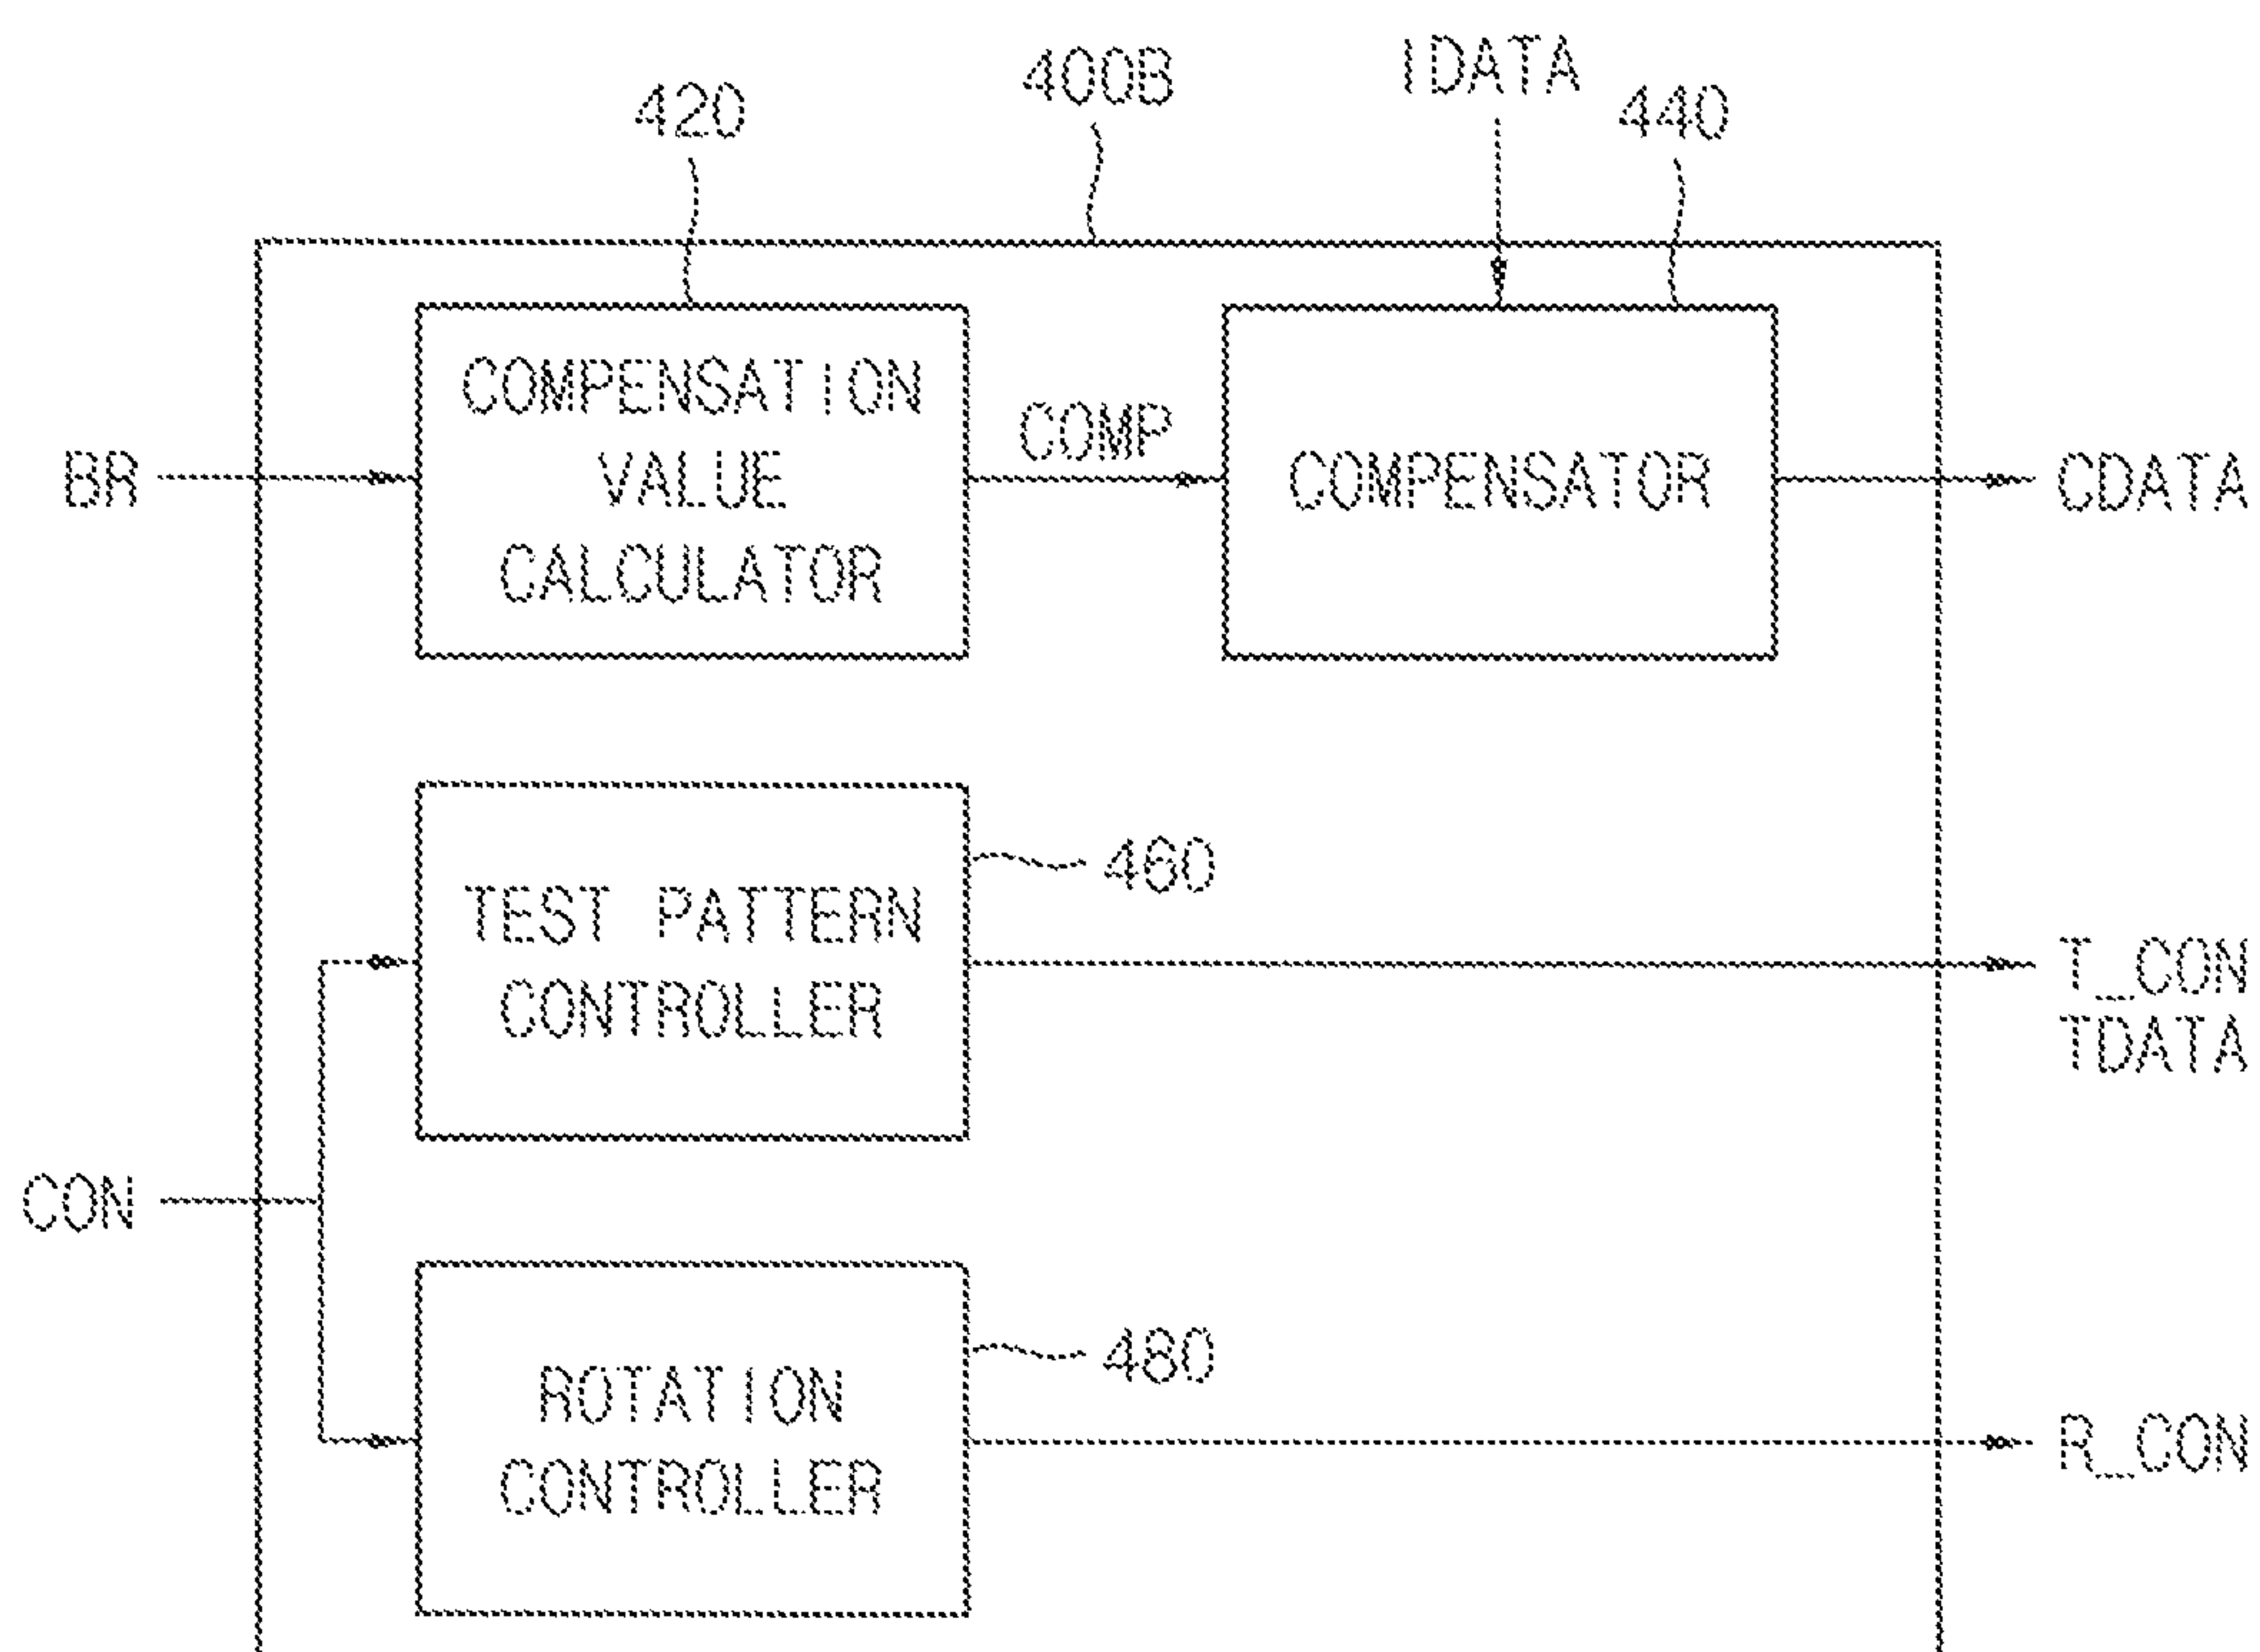 400B
IDATA
420
440
COMPENSATION
VALUE
CALCULATOR
BR
COMP
COMPENSATOR
CDATA
460
TEST PATTERN
CONTROLLER
T_CON
TDATA
CON
480
ROTATION
CONTROLLER
R_CON